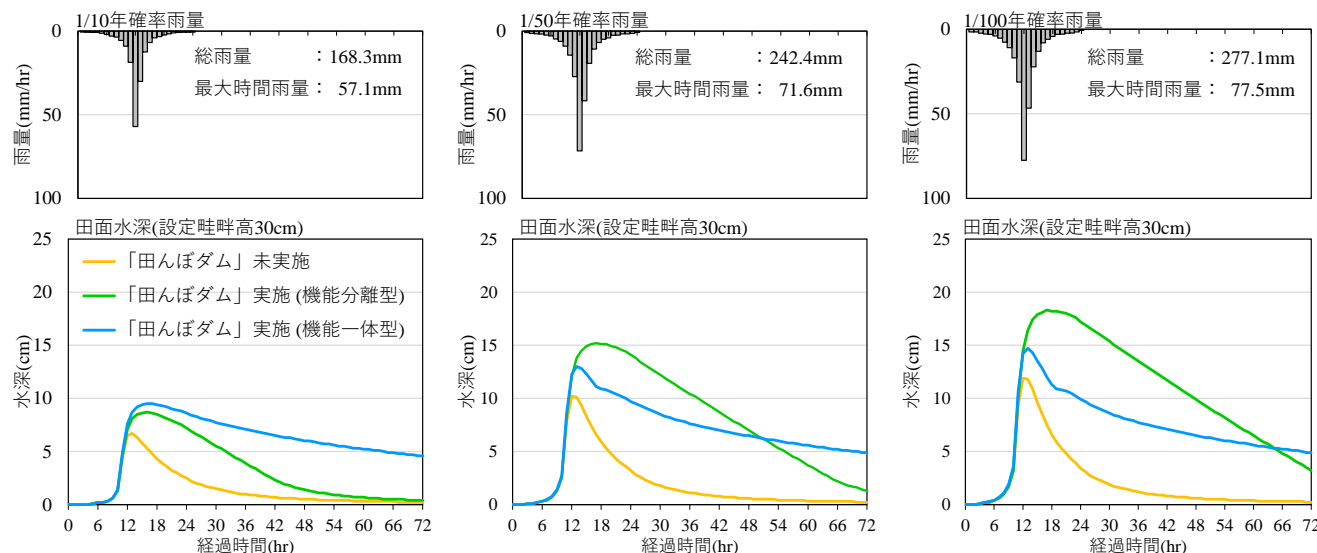 1/10年確率雨量
0
50
100
雨量(mm/hr)
総雨量 ：168.3mm
最大時間雨量： 57.1mm
1/50年確率雨量
0
50
100
雨量(mm/hr)
総雨量 ：242.4mm
最大時間雨量： 71.6mm
1/100年確率雨量
0
50
100
雨量(mm/hr)
総雨量 ：277.1mm
最大時間雨量： 77.5mm
田面水深(設定畦畔高30cm)
25
20
15
10
5
0
水深(cm)
「田んぼダム」未実施
「田んぼダム」実施 (機能分離型)
「田んぼダム」実施 (機能一体型)
0 6 12 18 24 30 36 42 48 54 60 66 72
経過時間(hr)
田面水深(設定畦畔高30cm)
25
20
15
10
5
0
水深(cm)
0 6 12 18 24 30 36 42 48 54 60 66 72
経過時間(hr)
田面水深(設定畦畔高30cm)
25
20
15
10
5
0
水深(cm)
0 6 12 18 24 30 36 42 48 54 60 66 72
経過時間(hr)